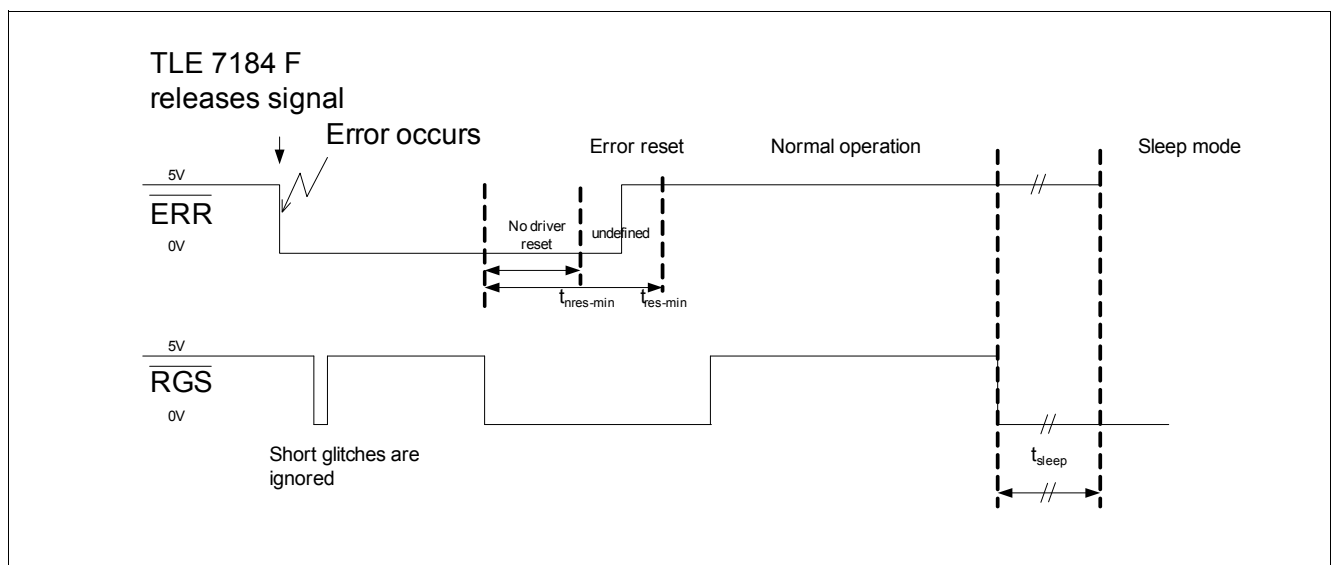 TLE 7184 F
releases signal
Error occurs
Error reset
Normal operation
Sleep mode
5V
ERR
0V
No driver
reset
undefined
tnres-min
tres-min
5V
RGS
0V
Short glitches are
ignored
tsleep